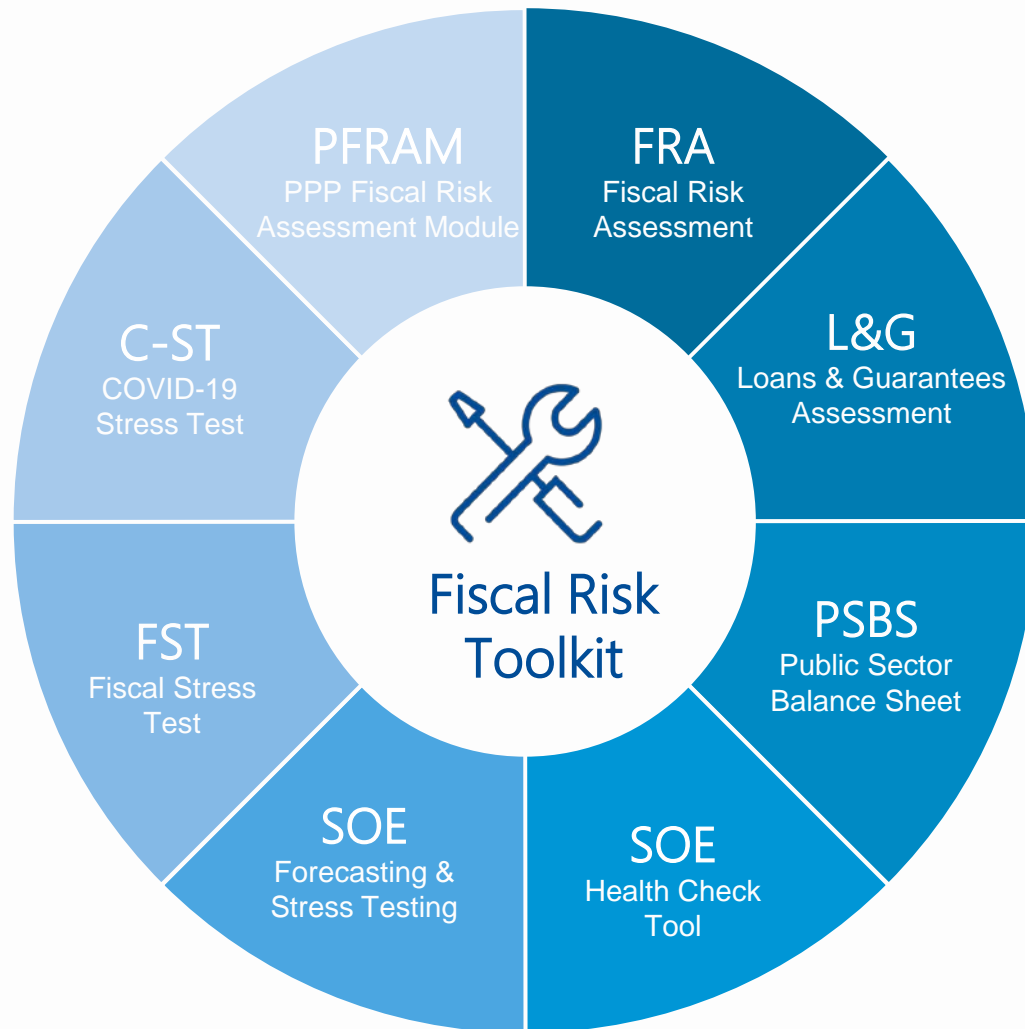 PFRAM
PPP Fiscal Risk
Assessment Module
FRA
Fiscal Risk
Assessment
L&G
Loans & Guarantees
Assessment
PSBS
Public Sector
Balance Sheet
SOE
Health Check
Tool
SOE
Forecasting &
Stress Testing
FST
Fiscal Stress
Test
C-ST
COVID-19
Stress Test
Fiscal Risk
Toolkit